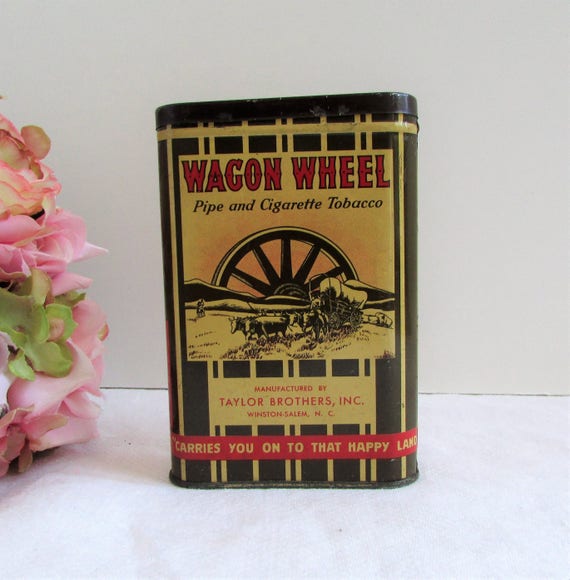 WAGON WHEEL
Pipe and Cigarette Tobacco
MANUFACTURED BY
TAYLOR BROTHERS, INC.
WINSTON-SALEM, N. C.
CARRIES YOU ON TO THAT HAPPY LAND